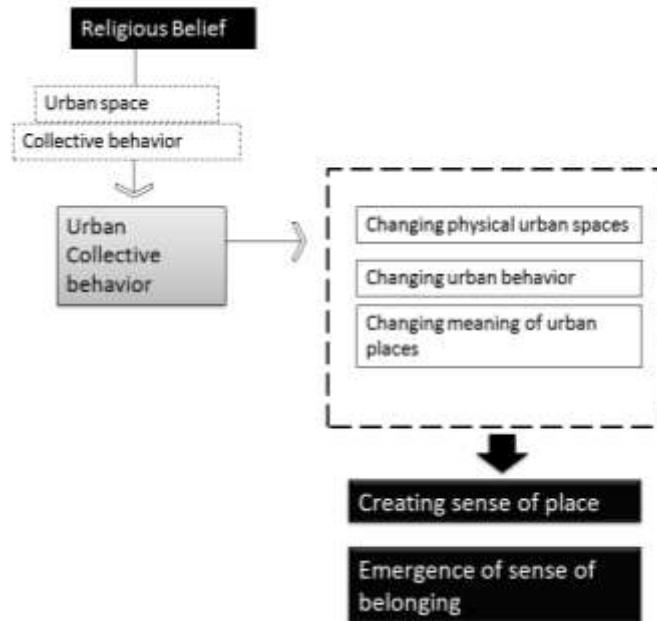 Religious Belief
Urban space
Collective behavior
Urban
Collective
behavior
Changing physical urban spaces
Changing urban behavior
Changing meaning of urban
places
Creating sense of place
Emergence of sense of
belonging